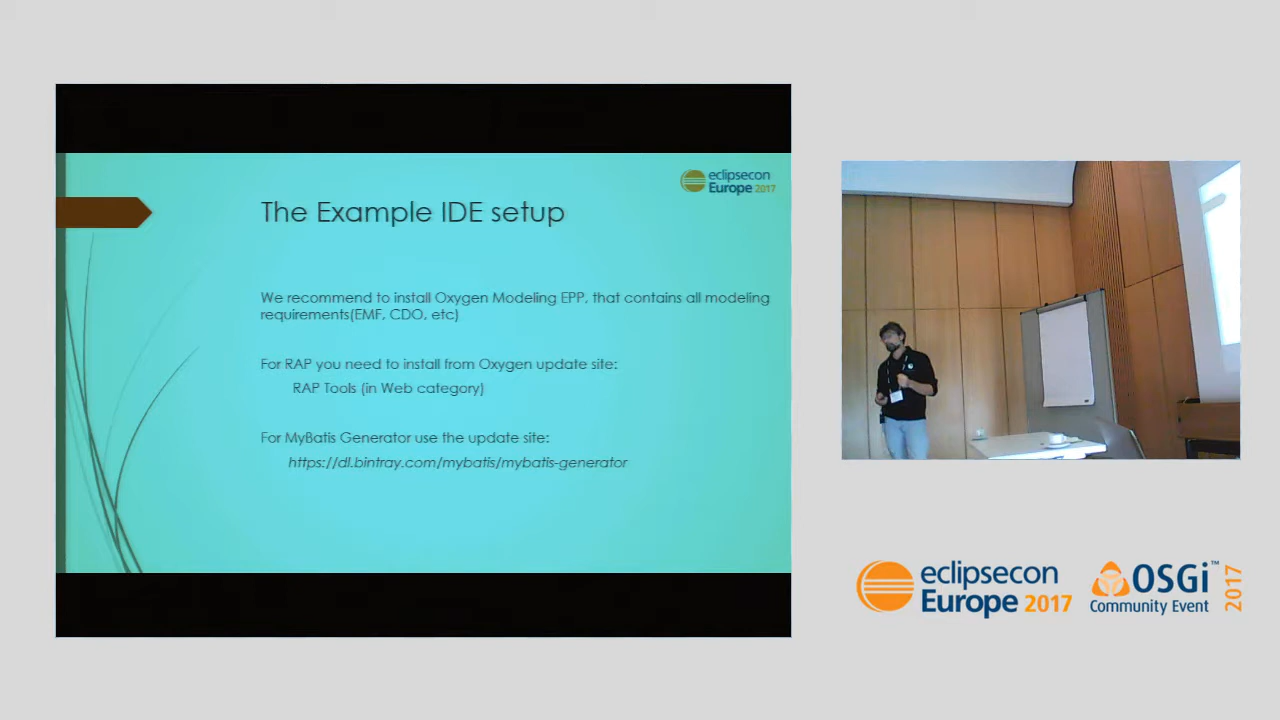 eclipsecon
Europe 2017
The Example IDE setup
We recommend to install Oxygen Modeling EPP, that contains all modeling
requirements(EMF, CDO, etc)
For RAP you need to install from Oxygen update site:
RAP Tools (in Web category)
For MyBatis Generator use the update site:
https://dl.bintray.com/mybatis/mybatis-generator
eclipsecon
Europe 2017
OSGi™
Community Event
2017